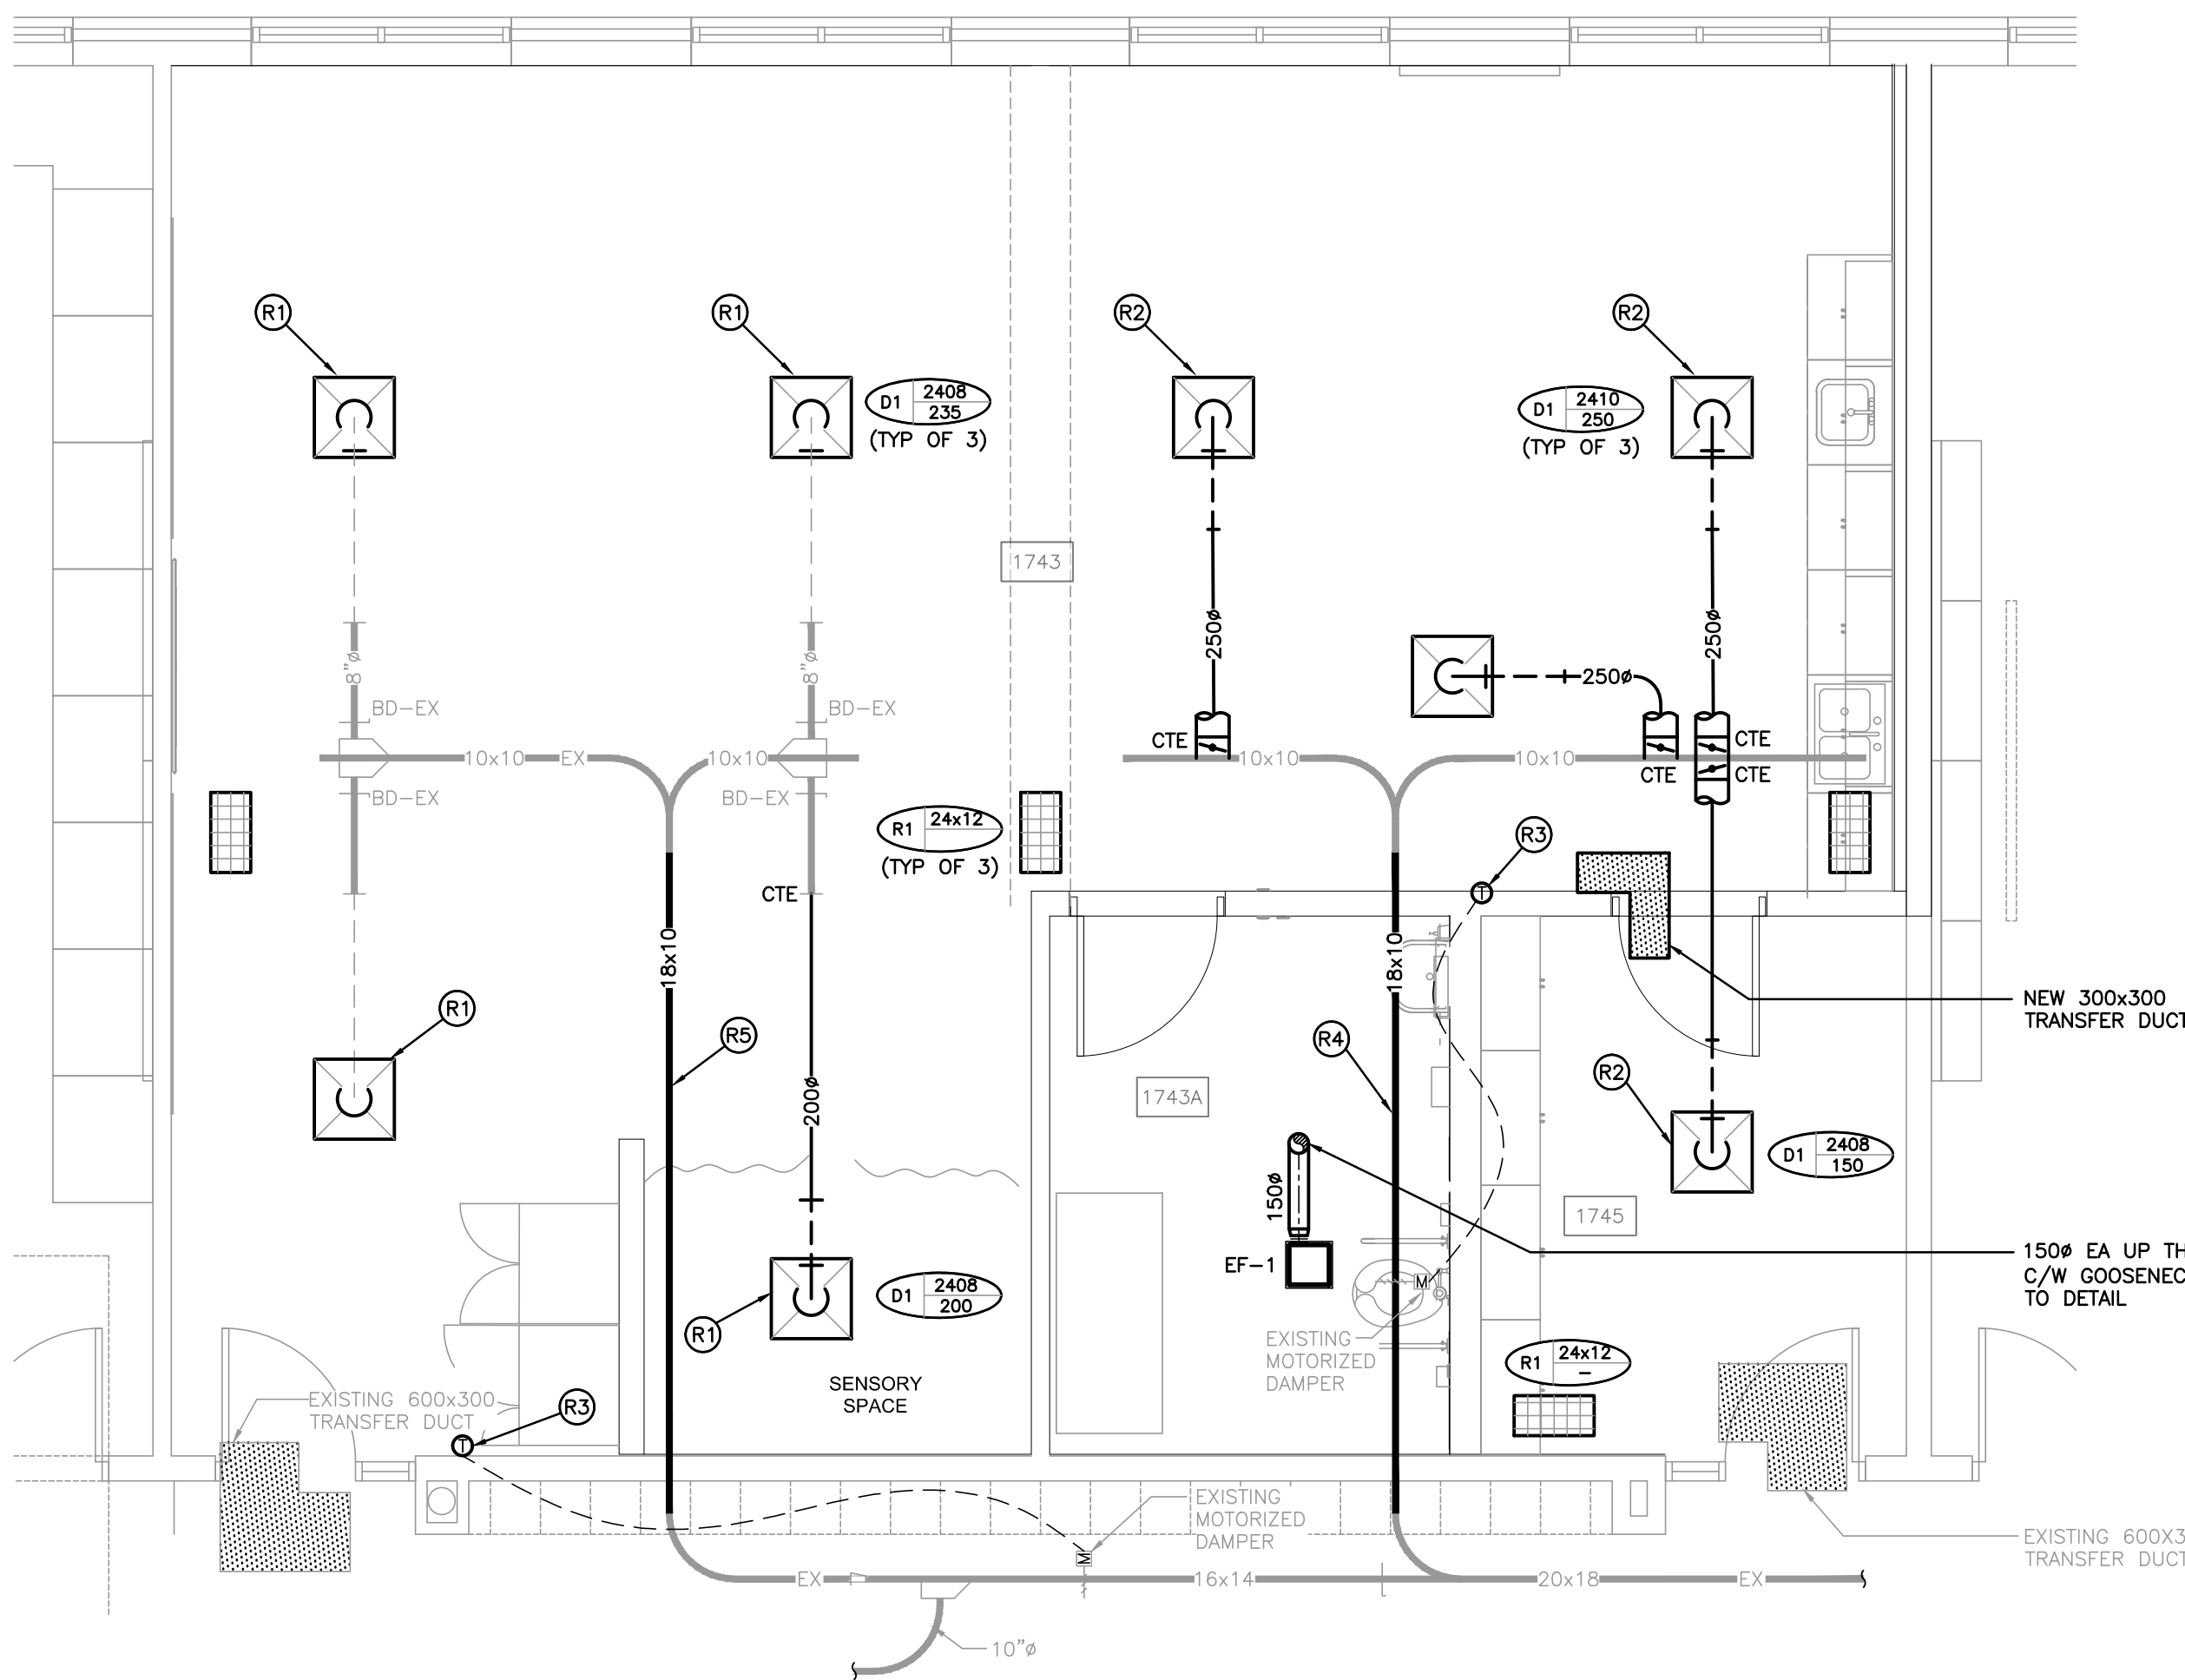 R1
R1
R2
R2
D1 2408
235
(TYP OF 3)
D1 2410
250
(TYP OF 3)
1743
250ø
250ø
250ø
8"ø
8"ø
BD-EX
BD-EX
CTE
CTE
CTE
CTE
10x10
EX
10x10
10x10
10x10
BD-EX
BD-EX
R1 24x12
(TYP OF 3)
R3
CTE
18x10
18x10
NEW 300x300
TRANSFER DUCT
R1
R5
R4
R2
200ø
1743A
D1 2408
150
150ø
1745
EF-1
150ø EA UP TH
C/W GOOSENEC
TO DETAIL
D1 2408
200
R1
M
EXISTING
MOTORIZED
DAMPER
R1 24x12
-
SENSORY
SPACE
EXISTING 600x300
TRANSFER DUCT
R3
T
T
EXISTING
MOTORIZED
DAMPER
M
EXISTING 600X3
TRANSFER DUCT
EX
16x14
20x18
EX
10"ø